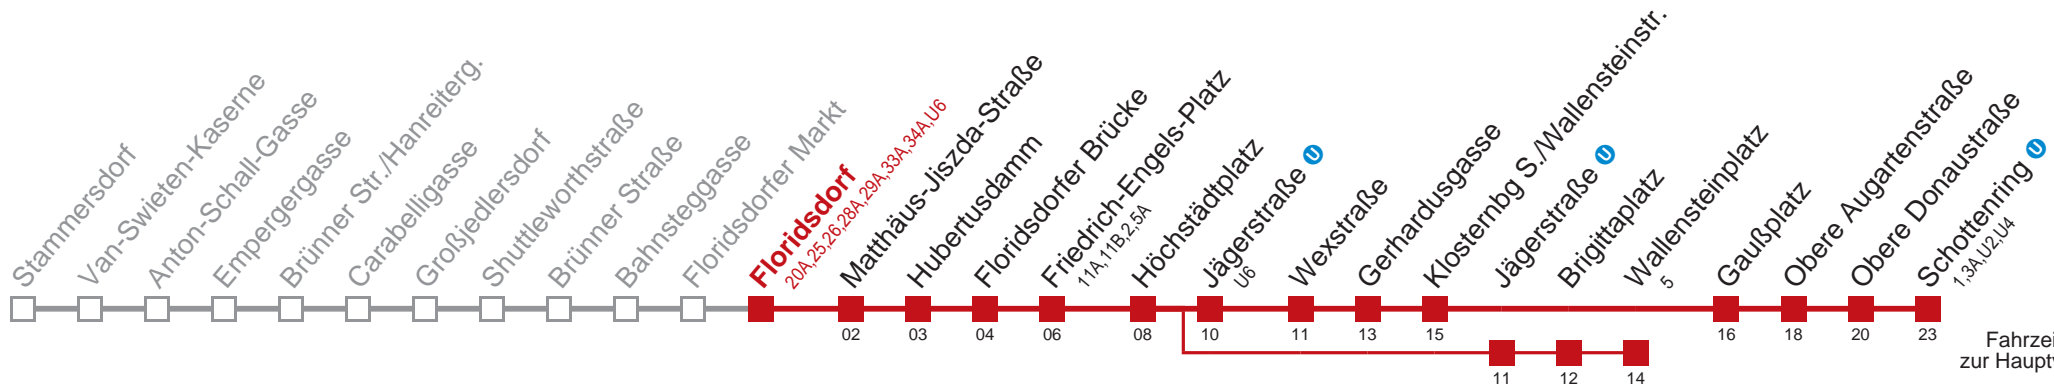 Stammersdorf
Van-Swieten-Kaserne
Anton-Schall-Gasse
Empergergasse
Brünner Str./Hanreiterg.
Carabelligasse
Großjedlersdorf
Shuttleworthstraße
Brünner Straße
Bahnsteggasse
Floridsdorfer Markt
Floridsdorf
20A,25,26,28A,29A,33A,34A,U6
Matthäus-Jiszda-Straße
Hubertusdamm
Floridsdorfer Brücke
Friedrich-Engels-Platz
11A,11B,2,5A
Höchstädtplatz
Jägerstraße U
U6
Wexstraße
Gerhardusgasse
Klosternbg S./Wallensteinstr.
Jägerstraße U
Brigittaplatz
Wallensteinplatz
5
Gaußplatz
Obere Augartenstraße
Obere Donaustraße
Schottenring U
1,3A,U2,U4
02 03 04 06 08 10 11 13 15 16 18 20 23
11 12 14
Fahrzei
zur Hauptv